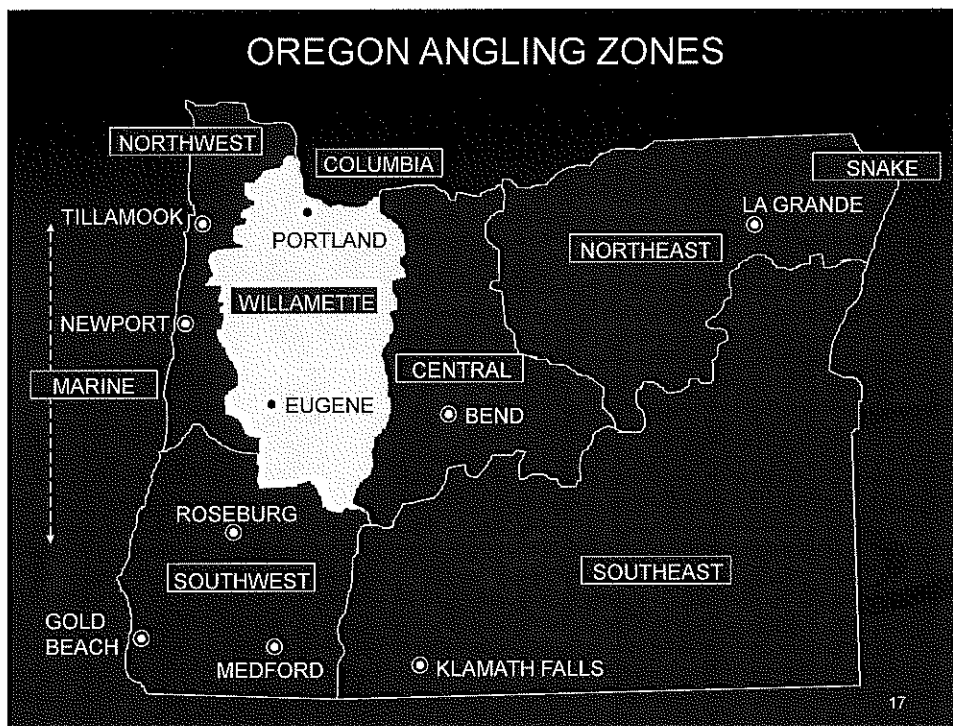 OREGON ANGLING ZONES
NORTHWEST
COLUMBIA
SNAKE
TILLAMOOK
PORTLAND
LA GRANDE
NORTHEAST
WILLAMETTE
NEWPORT
MARINE
CENTRAL
EUGENE
BEND
ROSEBURG
SOUTHWEST
SOUTHEAST
GOLD
BEACH
MEDFORD
KLAMATH FALLS
17